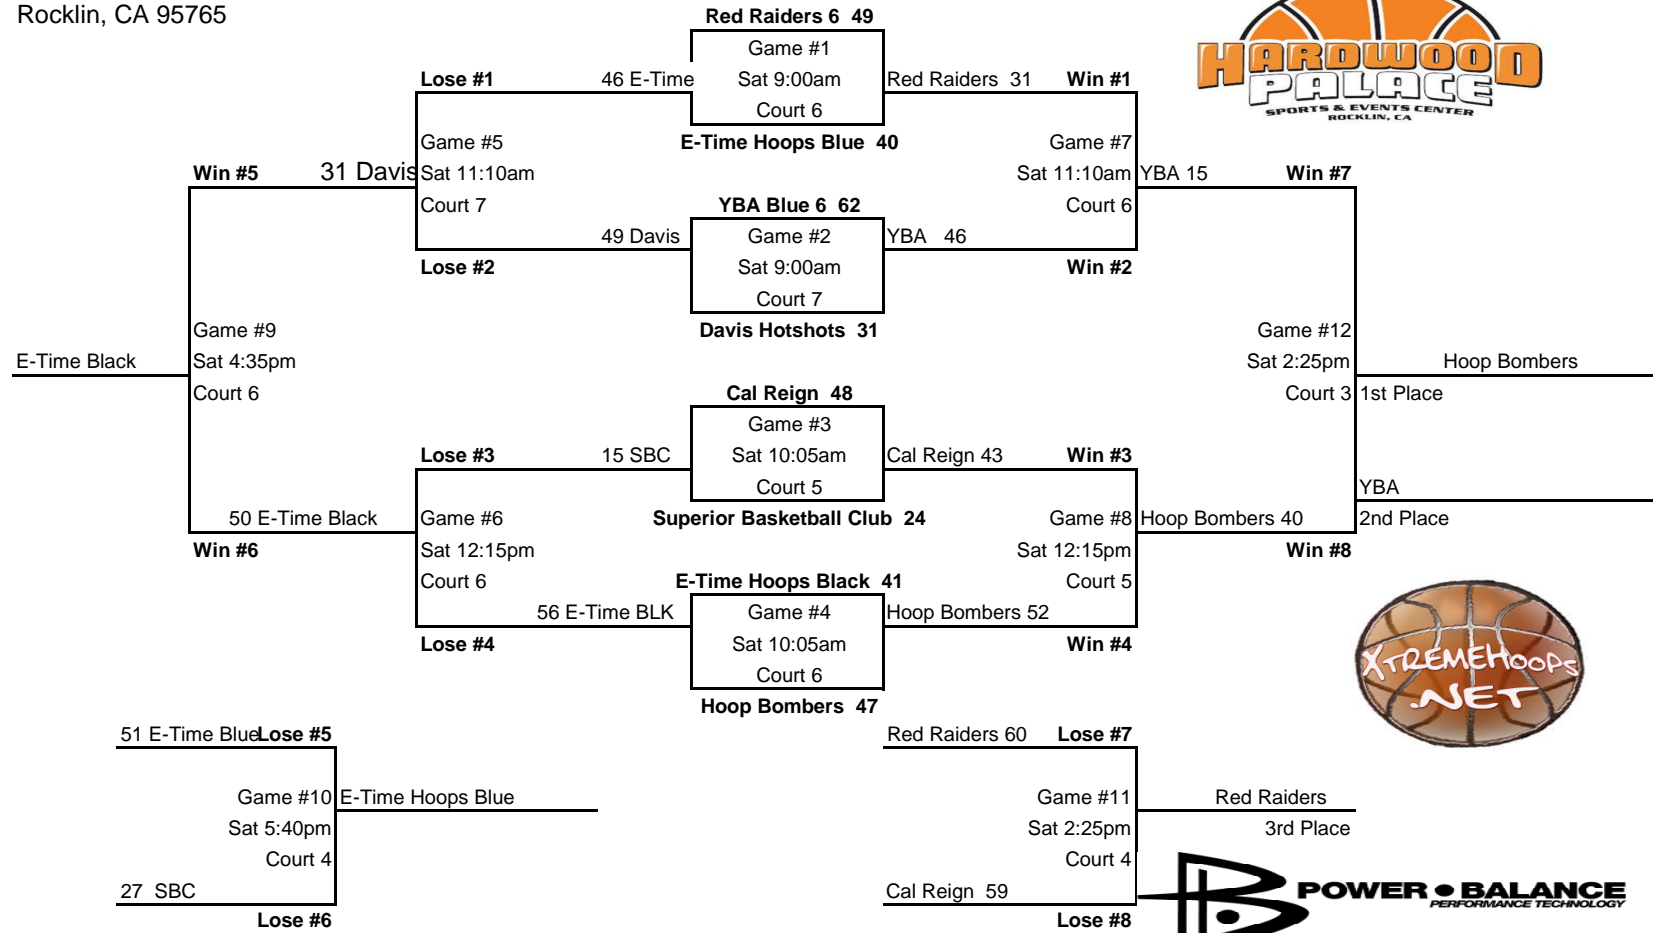 Rocklin, CA 95765
Red Raiders 6 49
HARDWOOD
PALACE
SPORTS & EVENTS CENTER
ROCKLIN, CA
Game #1
Lose #1
46 E-Time
Sat 9:00am
Red Raiders 31
Win #1
Court 6
Game #5
E-Time Hoops Blue 40
Game #7
Win #5
31 Davis
Sat 11:10am
Sat 11:10am
YBA 15
Win #7
Court 7
YBA Blue 6 62
Court 6
49 Davis
Game #2
YBA 46
Lose #2
Sat 9:00am
Win #2
Court 7
Game #9
Davis Hotshots 31
Game #12
E-Time Black
Sat 4:35pm
Sat 2:25pm
Hoop Bombers
Court 6
Cal Reign 48
Court 3
1st Place
Game #3
Lose #3
15 SBC
Sat 10:05am
Cal Reign 43
Win #3
Court 5
YBA
50 E-Time Black
Game #6
Superior Basketball Club 24
Game #8
Hoop Bombers 40
2nd Place
Win #6
Sat 12:15pm
Sat 12:15pm
Win #8
Court 6
E-Time Hoops Black 41
Court 5
56 E-Time BLK
Game #4
Hoop Bombers 52
Lose #4
Sat 10:05am
Win #4
Court 6
XTREMEHOOPS
.NET
Hoop Bombers 47
51 E-Time Blue
Lose #5
Red Raiders 60
Lose #7
Game #10
E-Time Hoops Blue
Game #11
Red Raiders
Sat 5:40pm
Sat 2:25pm
3rd Place
Court 4
Court 4
27 SBC
Cal Reign 59
POWER BALANCE
PERFORMANCE TECHNOLOGY
Lose #6
Lose #8